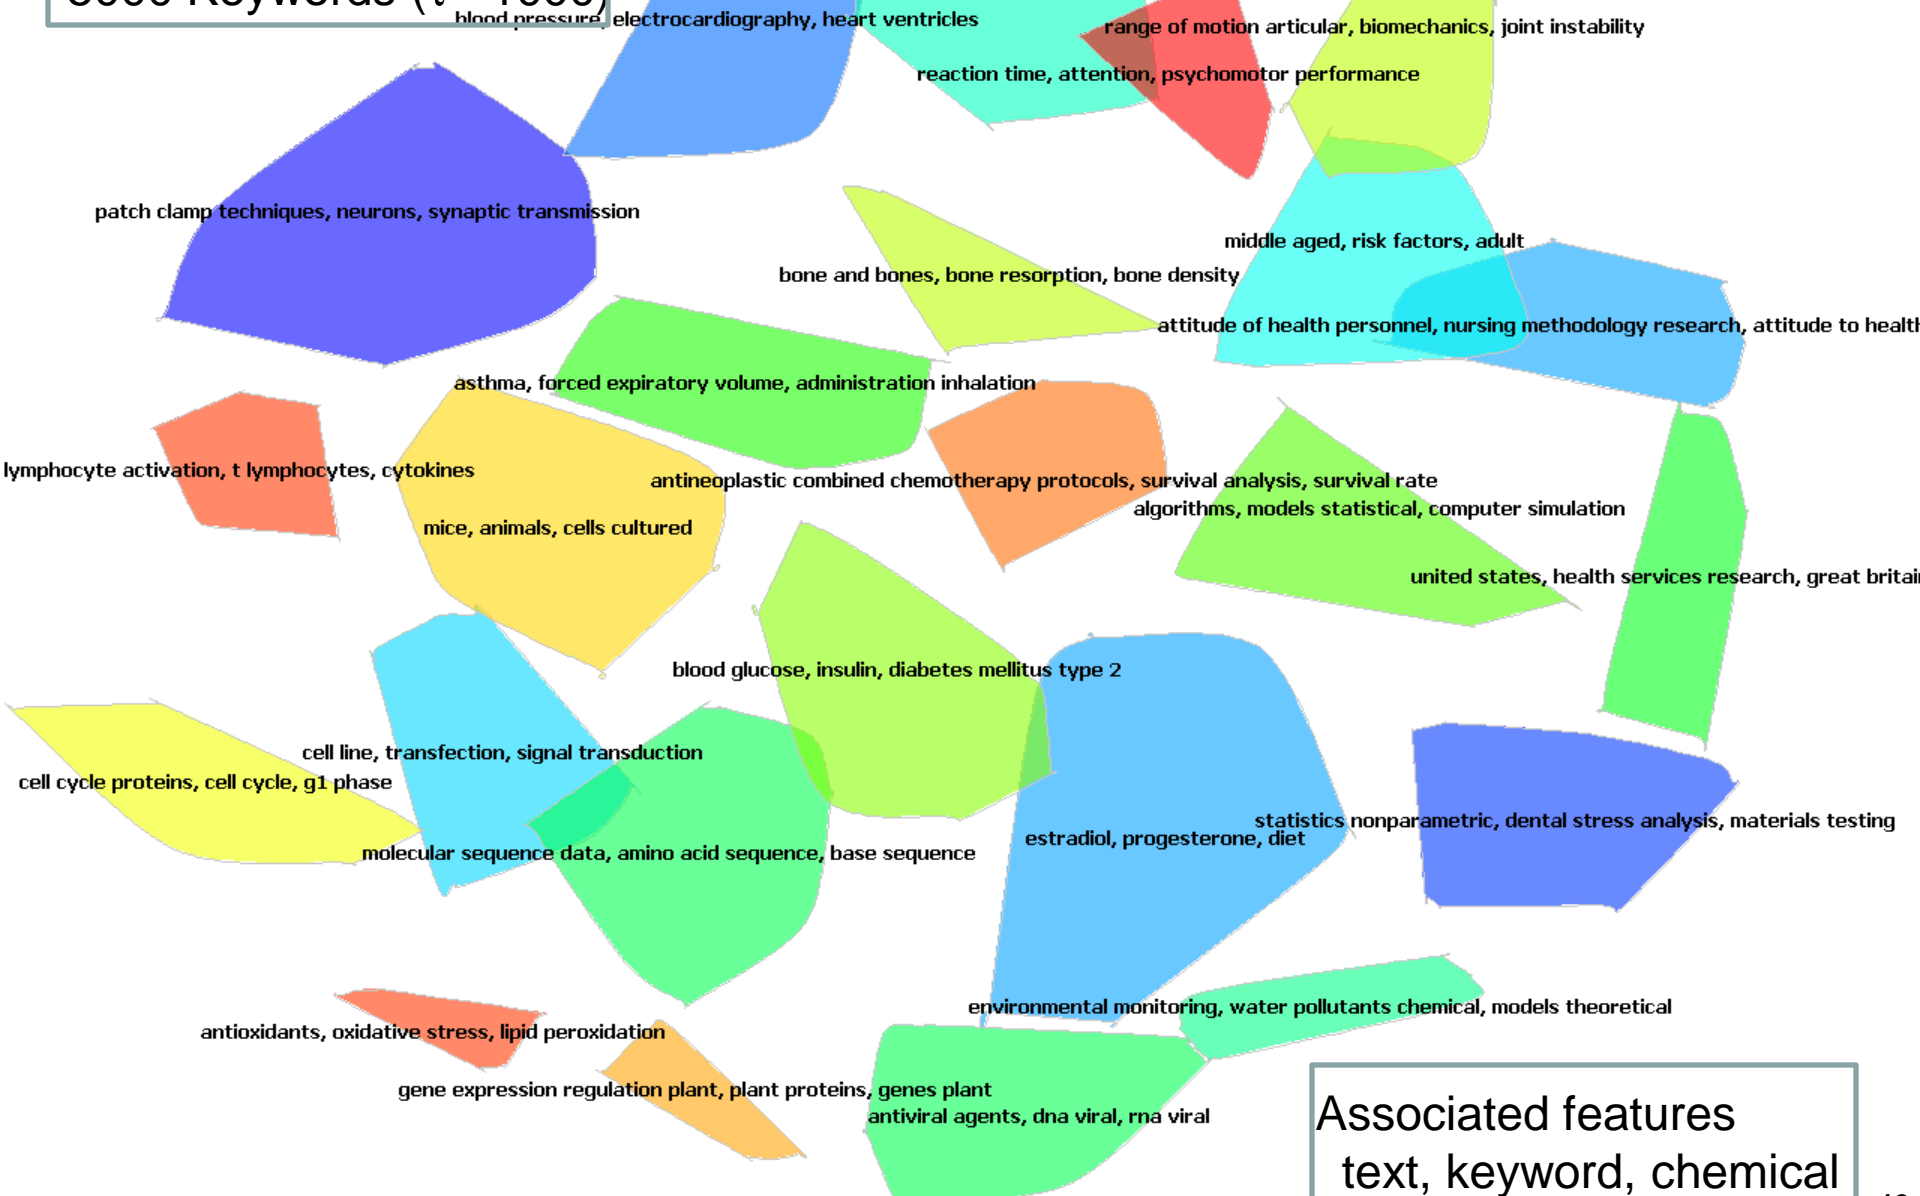 Keywords (
blood pressure, electrocardiography, heart ventricles
range of motion articular, biomechanics, joint instability
reaction time, attention, psychomotor performance
patch clamp techniques, neurons, synaptic transmission
middle aged, risk factors, adult
bone and bones, bone resorption, bone density
attitude of health personnel, nursing methodology research, attitude to health
asthma, forced expiratory volume, administration inhalation
lymphocyte activation, t lymphocytes, cytokines
antineoplastic combined chemotherapy protocols, survival analysis, survival rate
algorithms, models statistical, computer simulation
mice, animals, cells cultured
united states, health services research, great britain
blood glucose, insulin, diabetes mellitus type 2
cell line, transfection, signal transduction
cell cycle proteins, cell cycle, g1 phase
statistics nonparametric, dental stress analysis, materials testing
estradiol, progesterone, diet
molecular sequence data, amino acid sequence, base sequence
environmental monitoring, water pollutants chemical, models theoretical
antioxidants, oxidative stress, lipid peroxidation
gene expression regulation plant, plant proteins, genes plant
antiviral agents, dna viral, rna viral
Associated features
text, keyword, chemical